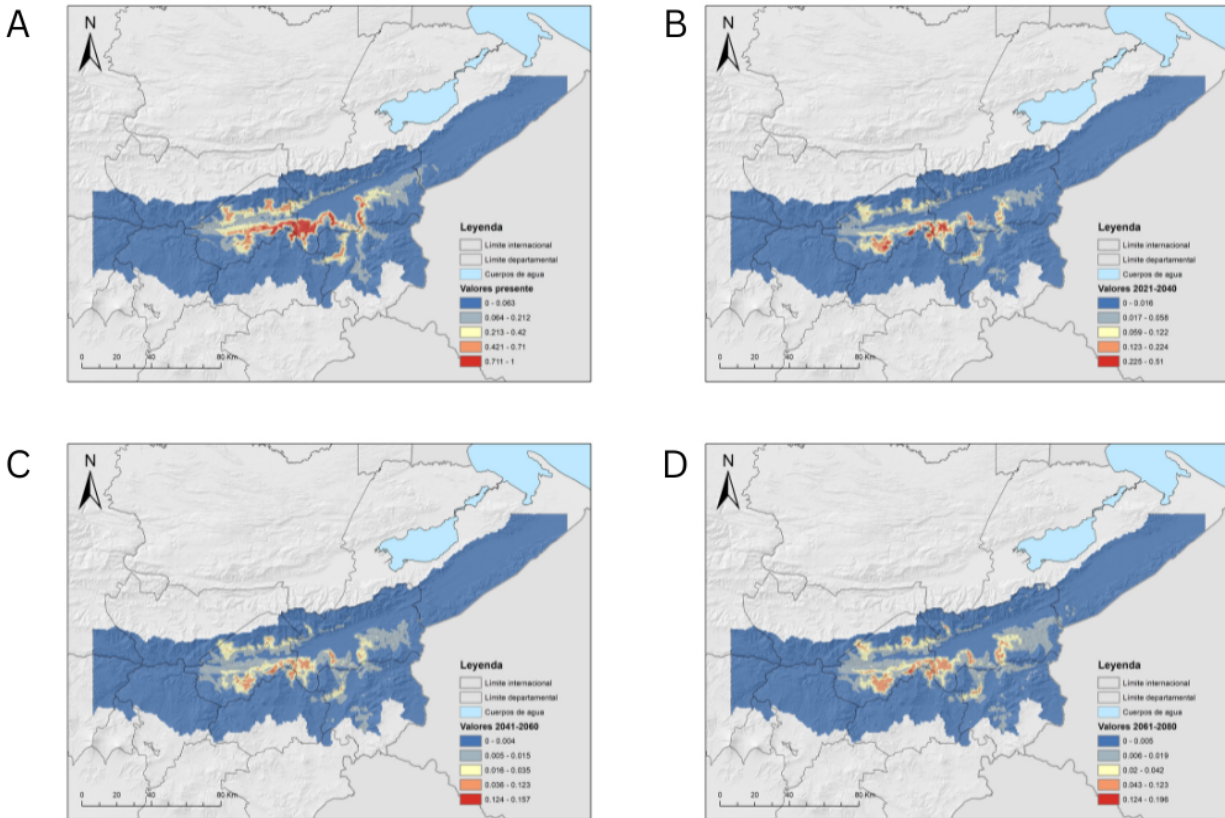 A
N
Leyenda
Límite internacional
Límite departamental
Cuerpos de agua
Valores presente
0 - 0.063
0.064 - 0.212
0.213 - 0.42
0.421 - 0.71
0.711 - 1
0 20 40 80 Km
B
N
Leyenda
Límite internacional
Límite departamental
Cuerpos de agua
Valores 2021-2040
0 - 0.016
0.017 - 0.058
0.059 - 0.122
0.123 - 0.224
0.225 - 0.51
0 20 40 80 Km
C
N
Leyenda
Límite internacional
Límite departamental
Cuerpos de agua
Valores 2041-2060
0 - 0.004
0.005 - 0.015
0.016 - 0.035
0.036 - 0.123
0.124 - 0.157
0 20 40 80 Km
D
N
Leyenda
Límite internacional
Límite departamental
Cuerpos de agua
Valores 2061-2080
0 - 0.005
0.006 - 0.019
0.02 - 0.042
0.043 - 0.123
0.124 - 0.196
0 20 40 80 Km